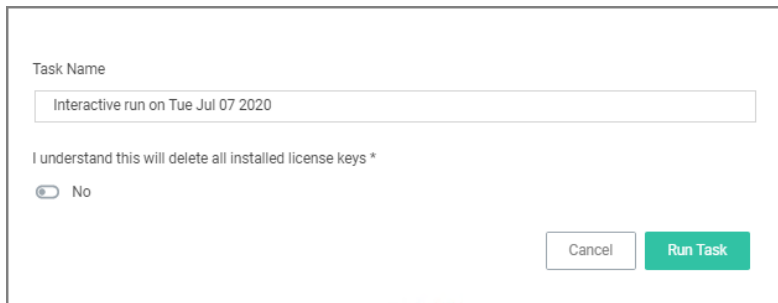 Task Name
Interactive run on Tue Jul 07 2020
I understand this will delete all installed license keys *
No
Cancel
Run Task